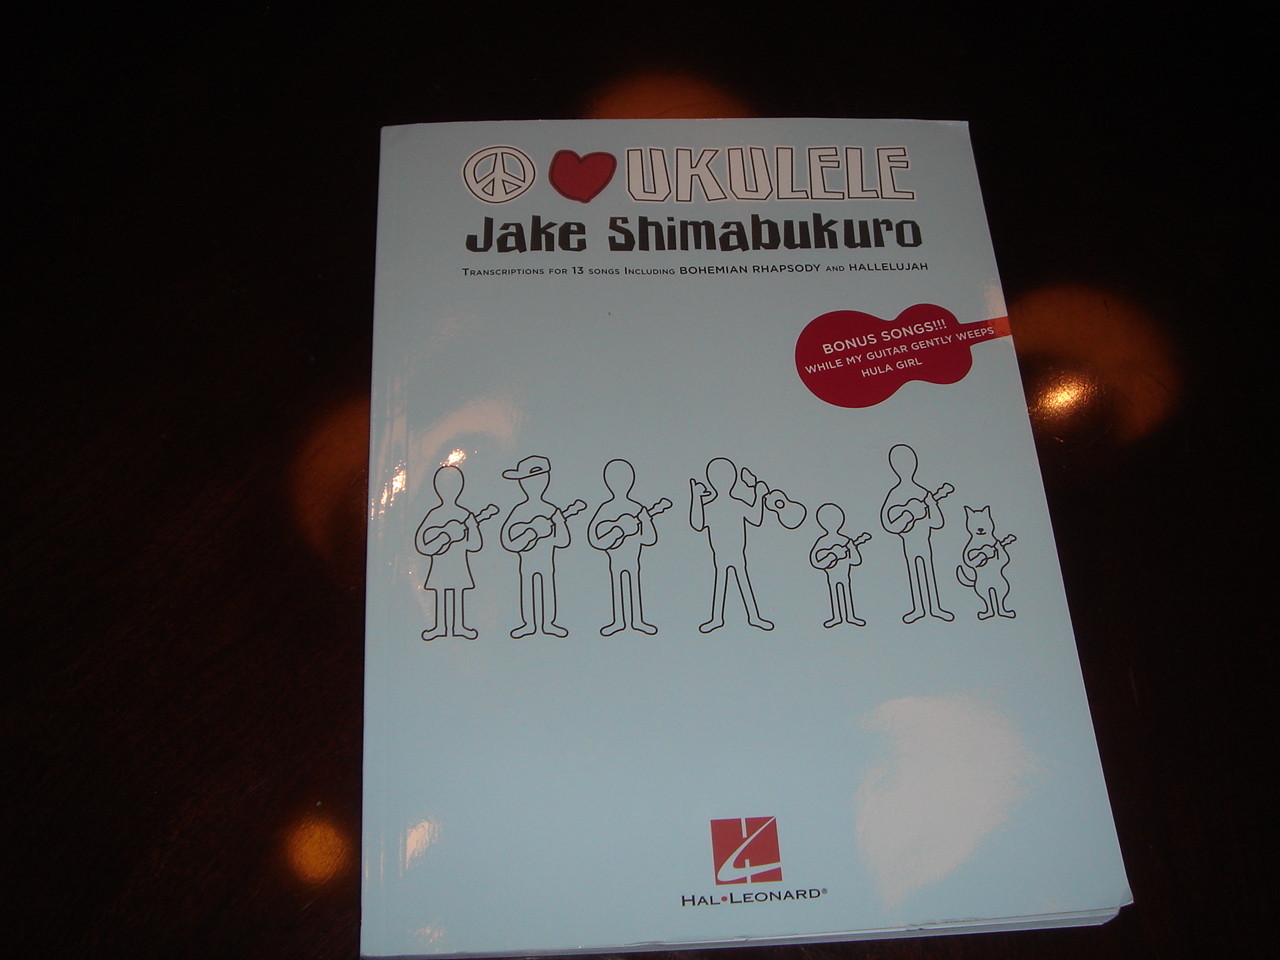 UKULELE
Jake Shimabukuro
TRANSCRIPTIONS FOR 13 SONGS INCLUDING BOHEMIAN RHAPSODY AND HALLELUJAH
BONUS SONGS!!!
WHILE MY GUITAR GENTLY WEEPS
HULA GIRL
HAL•LEONARD®